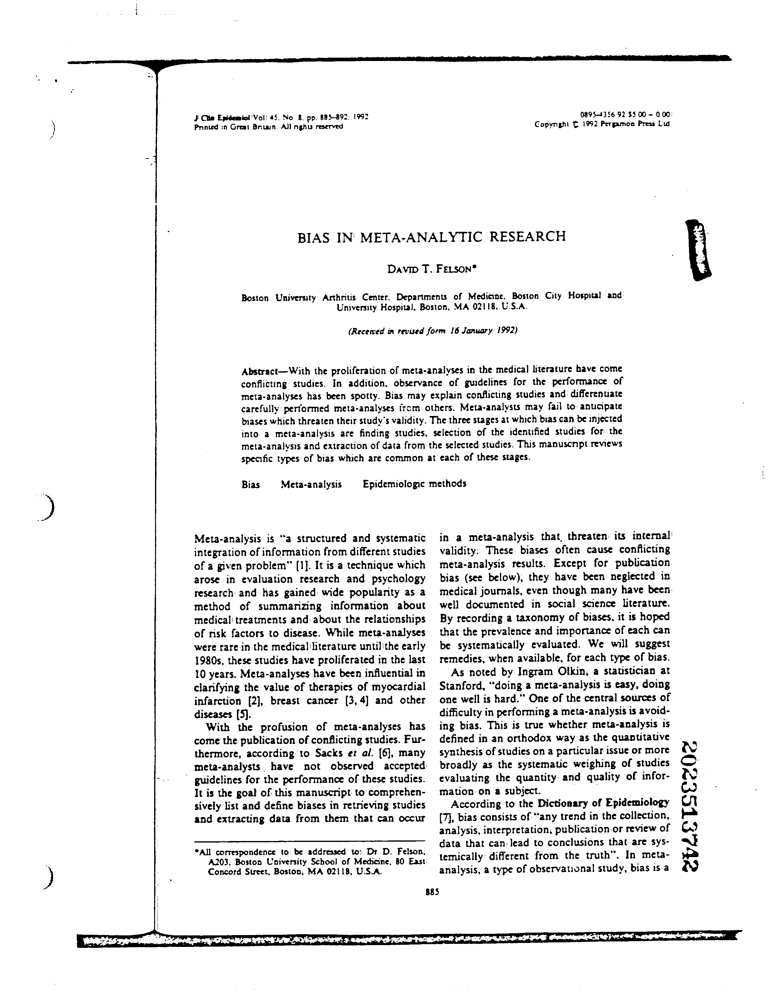 J Clin Epidemiol Vol. 45, No. 8, pp. 885-892, 1992
Printed in Great Britain. All rights reserved
0895-4356/92 $5.00 + 0.00
Copyright © 1992 Pergamon Press Ltd
BIAS IN META-ANALYTIC RESEARCH
DAVID T. FELSON*
Boston University Arthritis Center, Departments of Medicine, Boston City Hospital and
University Hospital, Boston, MA 02118, U.S.A.
(Received in revised form 16 January 1992)
Abstract—With the proliferation of meta-analyses in the medical literature have come
conflicting studies. In addition, observance of guidelines for the performance of
meta-analyses has been spotty. Bias may explain conflicting studies and differentiate
carefully performed meta-analyses from others. Meta-analysts may fail to anticipate
biases which threaten their study's validity. The three stages at which bias can be injected
into a meta-analysis are finding studies, selection of the identified studies for the
meta-analysis and extraction of data from the selected studies. This manuscript reviews
specific types of bias which are common at each of these stages.
Bias Meta-analysis Epidemiologic methods
Meta-analysis is "a structured and systematic
integration of information from different studies
of a given problem" [1]. It is a technique which
arose in evaluation research and psychology
research and has gained wide popularity as a
method of summarizing information about
medical treatments and about the relationships
of risk factors to disease. While meta-analyses
were rare in the medical literature until the early
1980s, these studies have proliferated in the last
10 years. Meta-analyses have been influential in
clarifying the value of therapies of myocardial
infarction [2], breast cancer [3, 4] and other
diseases [5].
With the profusion of meta-analyses has
come the publication of conflicting studies. Fur-
thermore, according to Sacks et al. [6], many
meta-analysts have not observed accepted
guidelines for the performance of these studies.
It is the goal of this manuscript to comprehen-
sively list and define biases in retrieving studies
and extracting data from them that can occur
*All correspondence to be addressed to: Dr D. Felson,
A203, Boston University School of Medicine, 80 East
Concord Street, Boston, MA 02118, U.S.A.
in a meta-analysis that threaten its internal
validity. These biases often cause conflicting
meta-analysis results. Except for publication
bias (see below), they have been neglected in
medical journals, even though many have been
well documented in social science literature.
By recording a taxonomy of biases, it is hoped
that the prevalence and importance of each can
be systematically evaluated. We will suggest
remedies, when available, for each type of bias.
As noted by Ingram Olkin, a statistician at
Stanford, "doing a meta-analysis is easy, doing
one well is hard." One of the central sources of
difficulty in performing a meta-analysis is avoid-
ing bias. This is true whether meta-analysis is
defined in an orthodox way as the quantitative
synthesis of studies on a particular issue or more
broadly as the systematic weighing of studies
evaluating the quantity and quality of infor-
mation on a subject.
According to the Dictionary of Epidemiology
[7], bias consists of "any trend in the collection,
analysis, interpretation, publication or review of
data that can lead to conclusions that are sys-
temically different from the truth". In meta-
analysis, a type of observational study, bias is a
885
2023513742